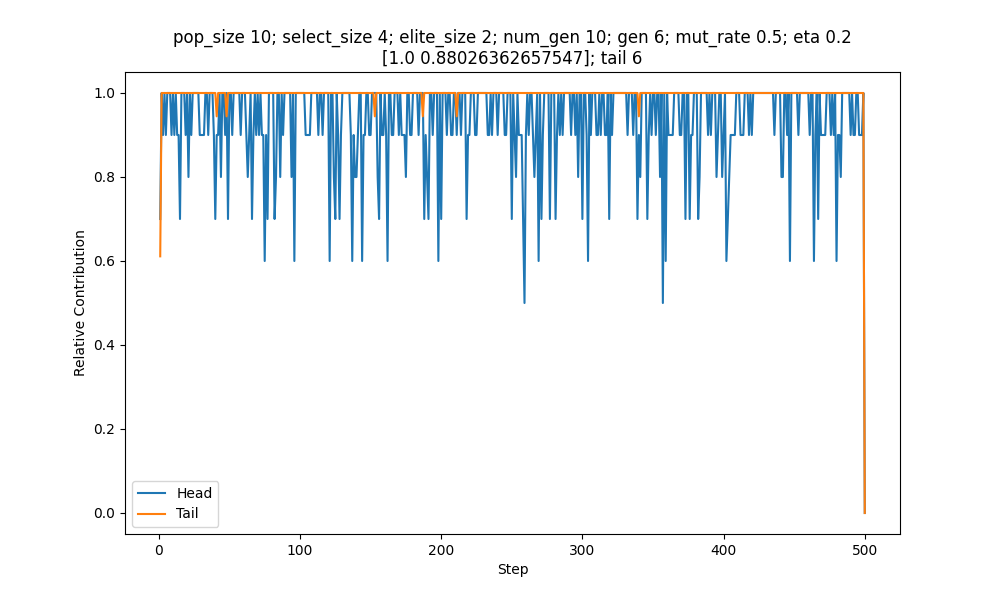 pop_size 10; select_size 4; elite_size 2; num_gen 10; gen 6; mut_rate 0.5; eta 0.2
[1.0 0.88026362657547]; tail 6
1.0
0.8
0.6
0.4
0.2
0.0
Relative Contribution
Head
Tail
0
100
200
300
400
500
Step